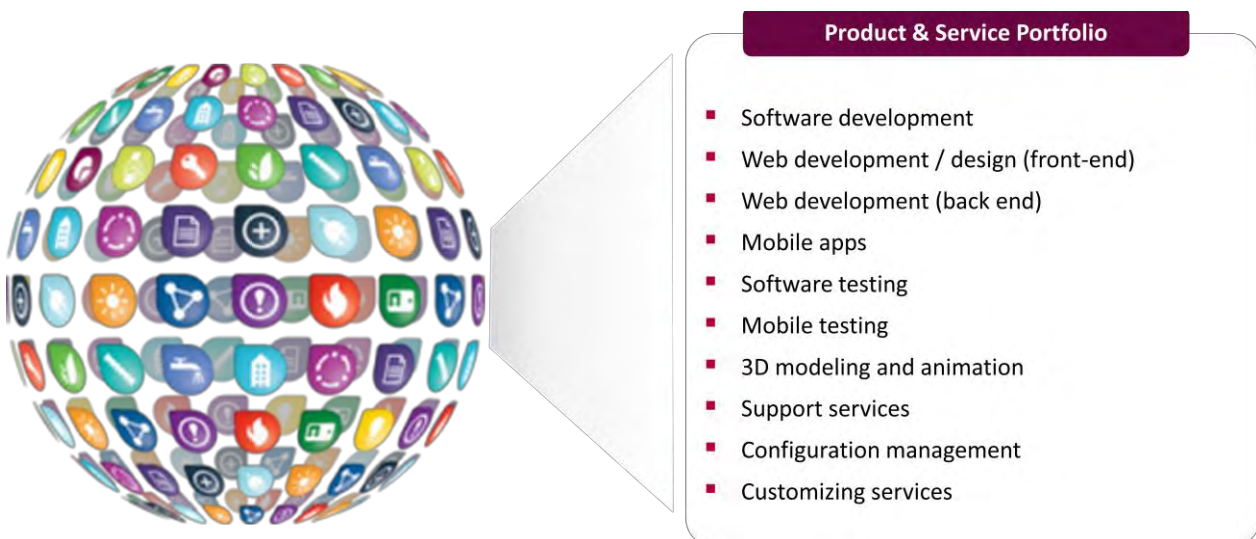 Product & Service Portfolio
Software development
Web development / design (front-end)
Web development (back end)
Mobile apps
Software testing
Mobile testing
3D modeling and animation
Support services
Configuration management
Customizing services